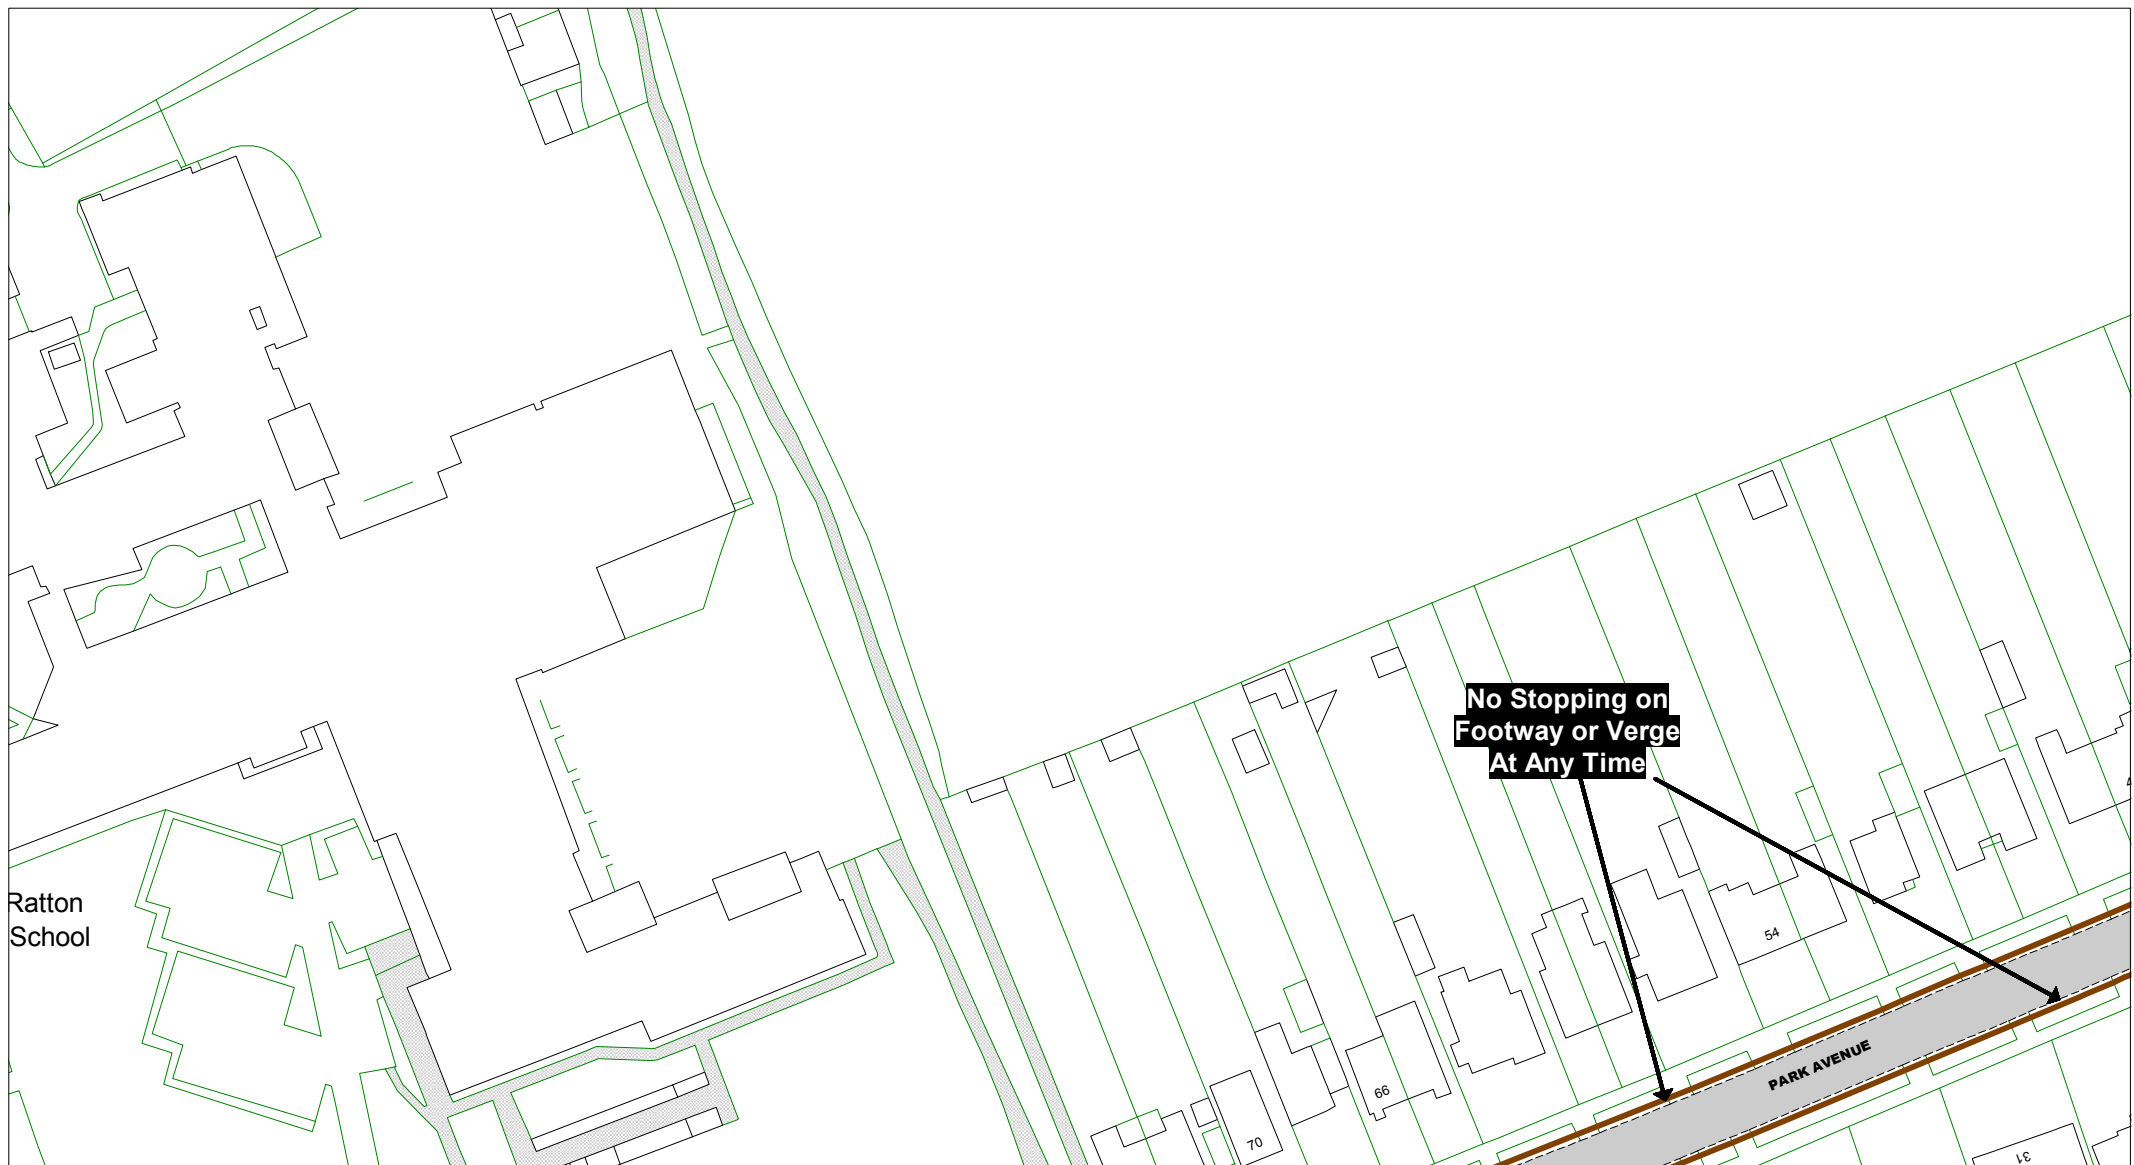 No Stopping on
Footway or Verge
At Any Time
Ratton
School
54
66
70
PARK AVENUE
31